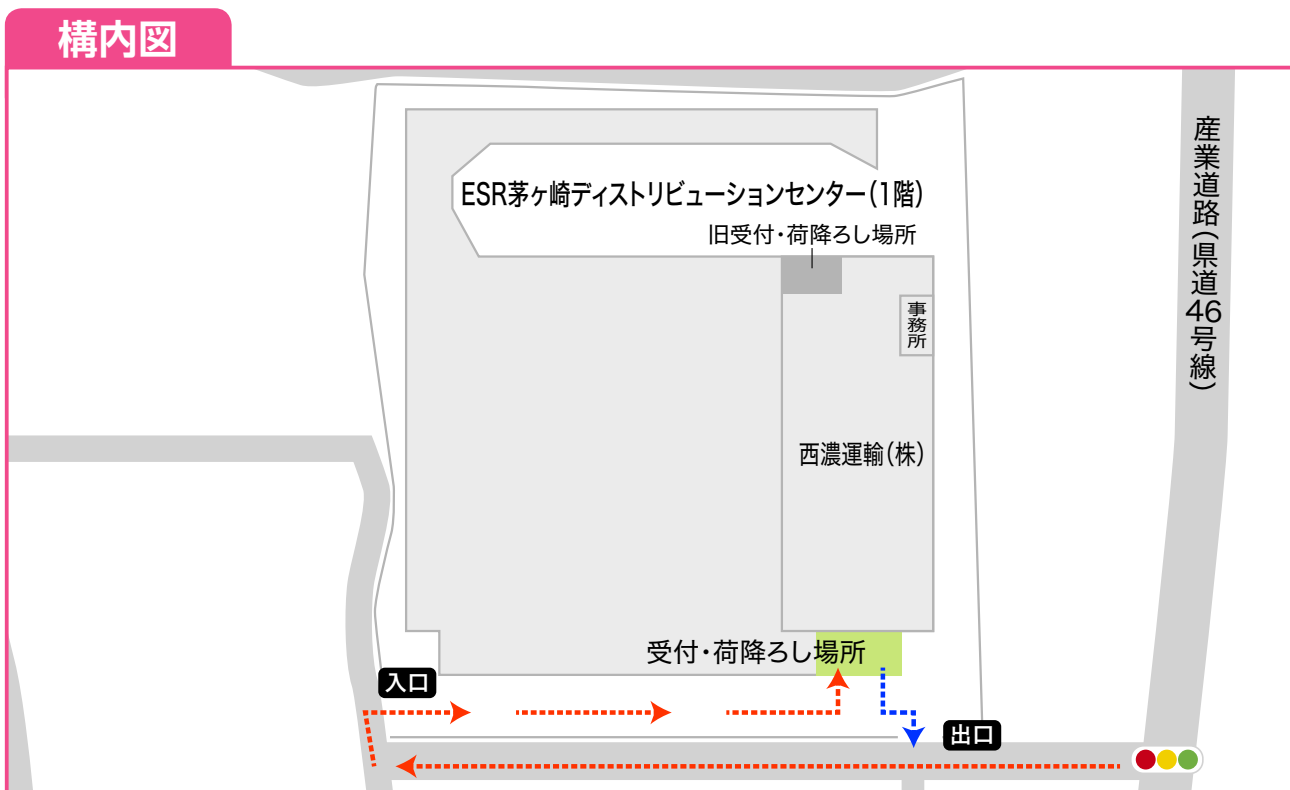 構内図
ESR茅ヶ崎ディストリビューションセンター(1階)
旧受付・荷降ろし場所
事務所
西濃運輸(株)
産業道路(県道46号線)
受付・荷降ろし場所
入口
出口